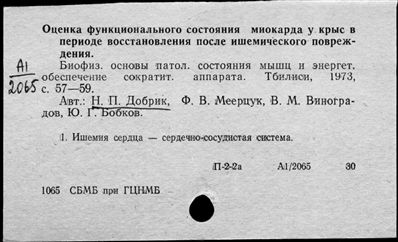 Оценка функционального состояния миокарда у крыс в
периоде восстановления после ишемического повреж-
дения.
А1
2065
Биофиз. основы патол. состояния мышц и энергет.
обеспечение сократит. аппарата. Тбилиси, 1973,
с. 57—59.
Авт.: Н. П. Добрик, Ф. В. Меерцук, В. М. Виногра-
дов, Ю. Г. Бобков.
1. Ишемия сердца — сердечно-сосудистая система.
П-2-2а А1/2065 30
1065 СБМБ при ГЦНМБ